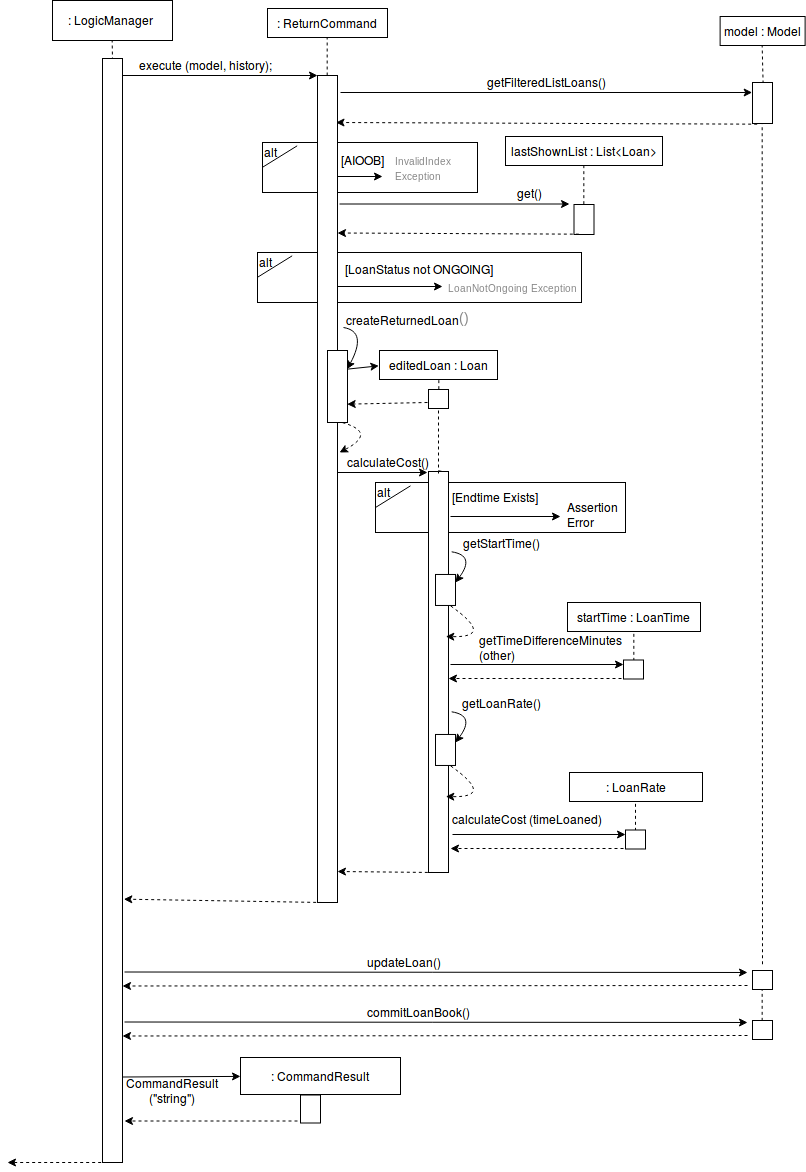 : LogicManager
: ReturnCommand
model : Model
execute (model, history);
getFilteredListLoans()
alt
[AIOOB]
InvalidIndex
Exception
lastShownList : List<Loan>
get()
alt
[LoanStatus not ONGOING]
LoanNotOngoing Exception
createReturnedLoan()
editedLoan : Loan
calculateCost()
alt
[Endtime Exists]
Assertion
Error
getStartTime()
startTime : LoanTime
getTimeDifferenceMinutes
(other)
getLoanRate()
: LoanRate
calculateCost (timeLoaned)
updateLoan()
commitLoanBook()
: CommandResult
CommandResult
("string")